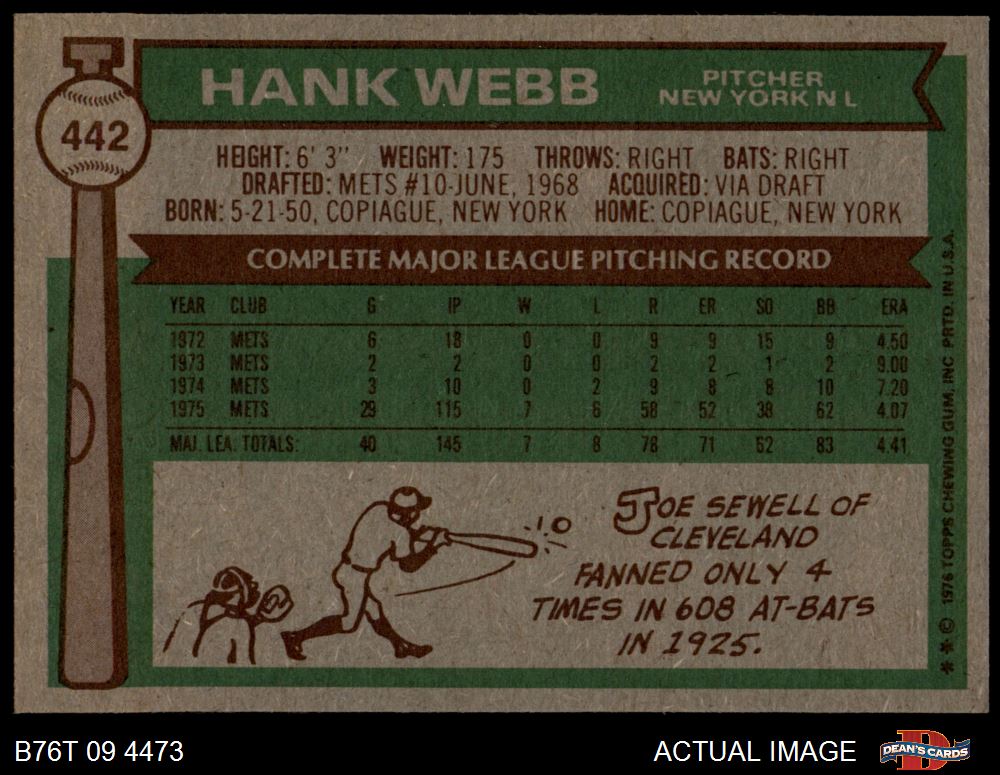 442
HANK WEBB
PITCHER
NEW YORK N L
HEIGHT: 6' 3" WEIGHT: 175 THROWS: RIGHT BATS: RIGHT
DRAFTED: METS #10-JUNE, 1968 ACQUIRED: VIA DRAFT
BORN: 5-21-50, COPIAGUE, NEW YORK HOME: COPIAGUE, NEW YORK
COMPLETE MAJOR LEAGUE PITCHING RECORD
YEAR CLUB G IP W L R ER SO BB ERA
1972 METS 6 18 0 0 9 9 15 9 4.50
1973 METS 2 2 0 0 2 2 1 2 9.00
1974 METS 3 10 0 2 9 8 8 10 7.20
1975 METS 29 115 7 6 58 52 38 62 4.07
MAJ. LEA. TOTALS: 40 145 7 8 78 71 62 83 4.41
JOE SEWELL OF
CLEVELAND
FANNED ONLY 4
TIMES IN 608 AT-BATS
IN 1925.
** © 1976 TOPPS CHEWING GUM, INC PRTD. IN U.S.A.
B76T 09 4473
ACTUAL IMAGE
D
DEAN'S CARDS